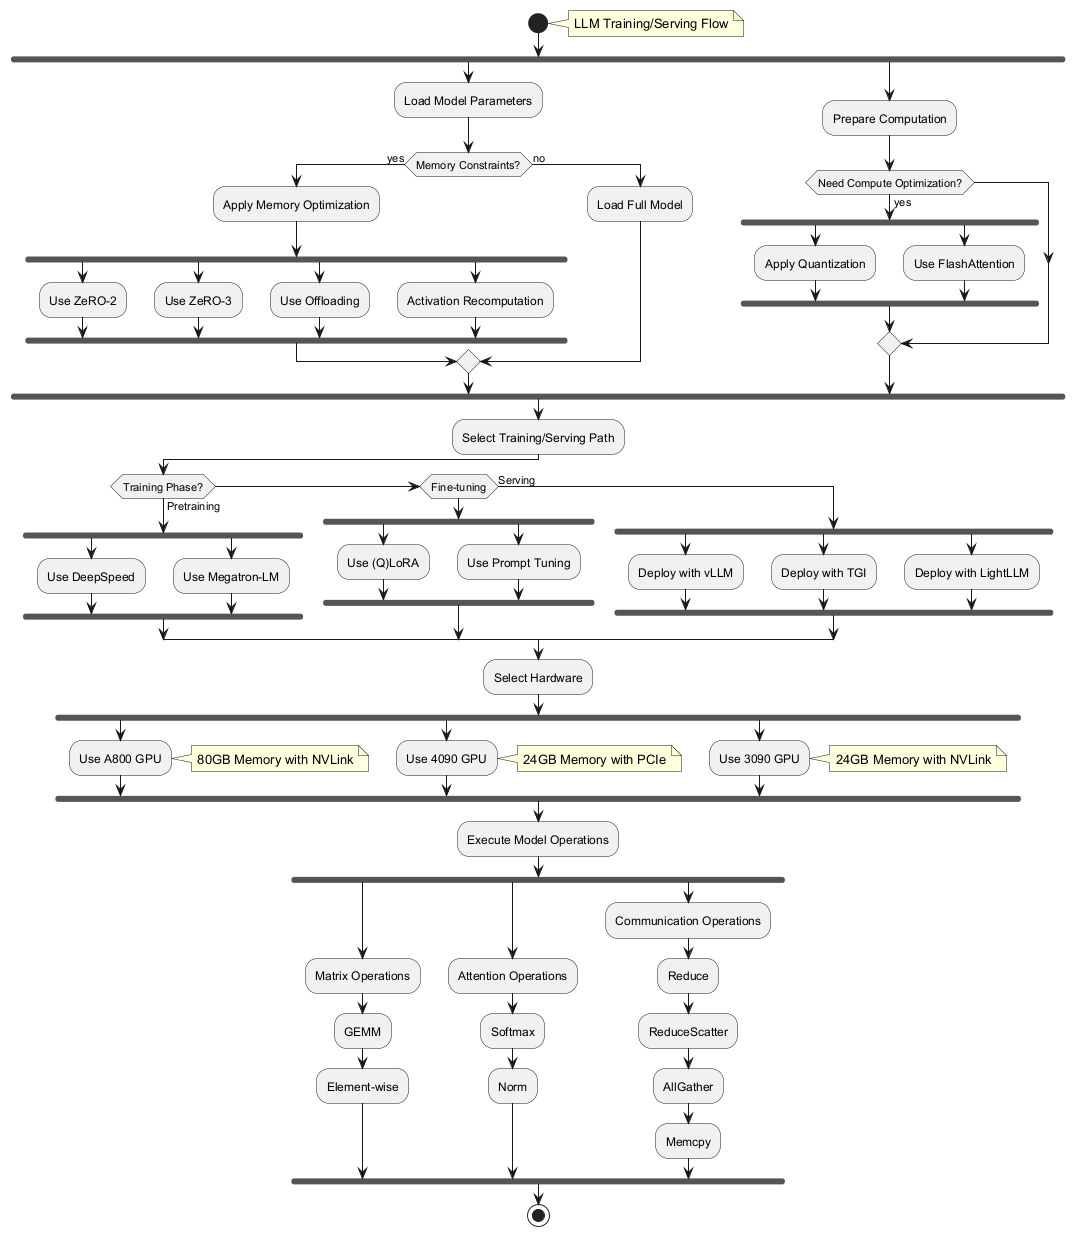 LLM Training/Serving Flow
Load Model Parameters
Prepare Computation
Memory Constraints?
yes
no
Need Compute Optimization?
yes
Apply Memory Optimization
Load Full Model
Apply Quantization
Use FlashAttention
Use ZeRO-2
Use ZeRO-3
Use Offloading
Activation Recomputation
Select Training/Serving Path
Training Phase?
Pretraining
Fine-tuning
Serving
Use DeepSpeed
Use Megatron-LM
Use (Q)LoRA
Use Prompt Tuning
Deploy with vLLM
Deploy with TGI
Deploy with LightLLM
Select Hardware
Use A800 GPU
80GB Memory with NVLink
Use 4090 GPU
24GB Memory with PCIe
Use 3090 GPU
24GB Memory with NVLink
Execute Model Operations
Matrix Operations
GEMM
Element-wise
Attention Operations
Softmax
Norm
Communication Operations
Reduce
ReduceScatter
AllGather
Memcpy